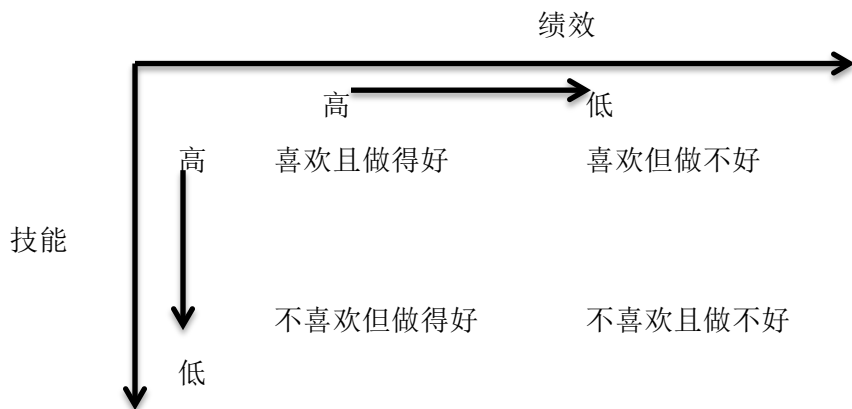 绩效
高 低
高 喜欢且做得好 喜欢但做不好
技能
不喜欢但做得好 不喜欢且做不好
低